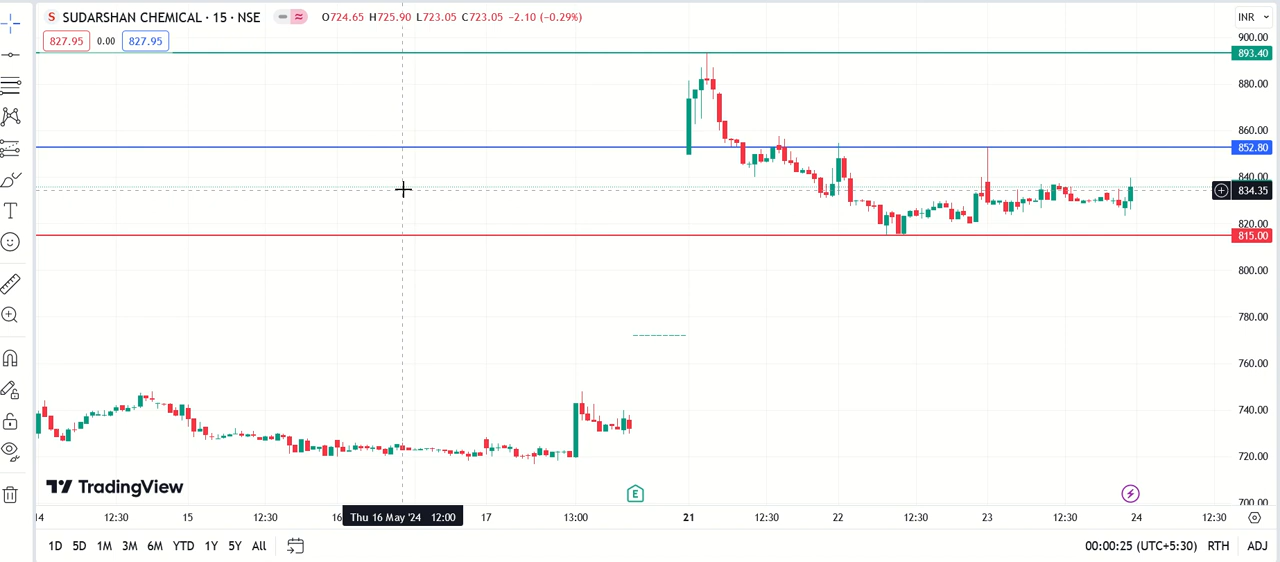 S SUDARSHAN CHEMICAL · 15 · NSE O724.65 H725.90 L723.05 C723.05 −2.10 (−0.29%)
INR
827.95 0.00 827.95
900.00
893.40
880.00
860.00
852.80
840.00
834.35
820.00
815.00
800.00
780.00
760.00
740.00
720.00
700.00
E
TradingView
14 12:30 15 12:30 16 Thu 16 May '24 12:00 17 13:00 21 12:30 22 12:30 23 12:30 24 12:30
1D 5D 1M 3M 6M YTD 1Y 5Y All 00:00:25 (UTC+5:30) RTH ADJ